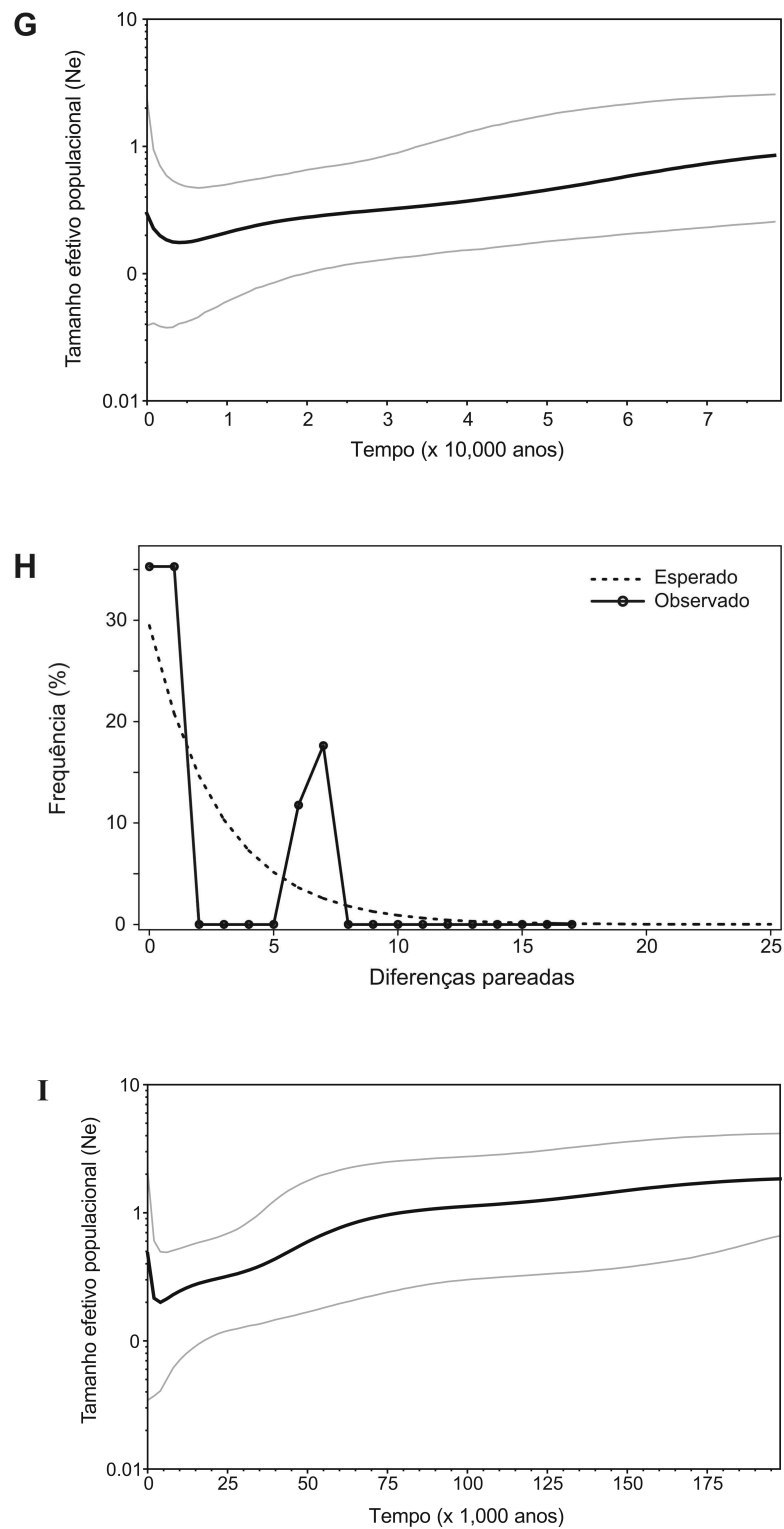 G
10
1
0
0.01
Tamanho efetivo populacional (Ne)
0 1 2 3 4 5 6 7
Tempo (x 10,000 anos)
H
Esperado
Observado
30
20
10
0
Frequência (%)
0 5 10 15 20 25
Diferenças pareadas
I
10
1
0
0.01
Tamanho efetivo populacional (Ne)
0 25 50 75 100 125 150 175
Tempo (x 1,000 anos)